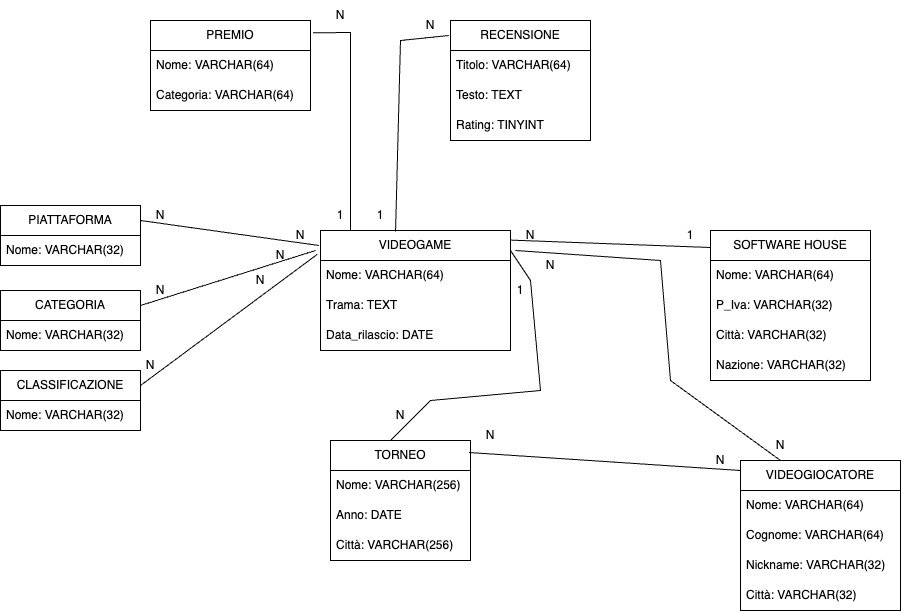 N
PREMIO
Nome: VARCHAR(64)
Categoria: VARCHAR(64)
N
RECENSIONE
Titolo: VARCHAR(64)
Testo: TEXT
Rating: TINYINT
1
1
PIATTAFORMA
Nome: VARCHAR(32)
N
N
CATEGORIA
Nome: VARCHAR(32)
N
N
CLASSIFICAZIONE
Nome: VARCHAR(32)
N
N
VIDEOGAME
Nome: VARCHAR(64)
Trama: TEXT
Data_rilascio: DATE
N
1
N
1
SOFTWARE HOUSE
Nome: VARCHAR(64)
P_Iva: VARCHAR(32)
Città: VARCHAR(32)
Nazione: VARCHAR(32)
N
TORNEO
Nome: VARCHAR(256)
Anno: DATE
Città: VARCHAR(256)
N
N
N
VIDEOGIOCATORE
Nome: VARCHAR(64)
Cognome: VARCHAR(64)
Nickname: VARCHAR(32)
Città: VARCHAR(32)